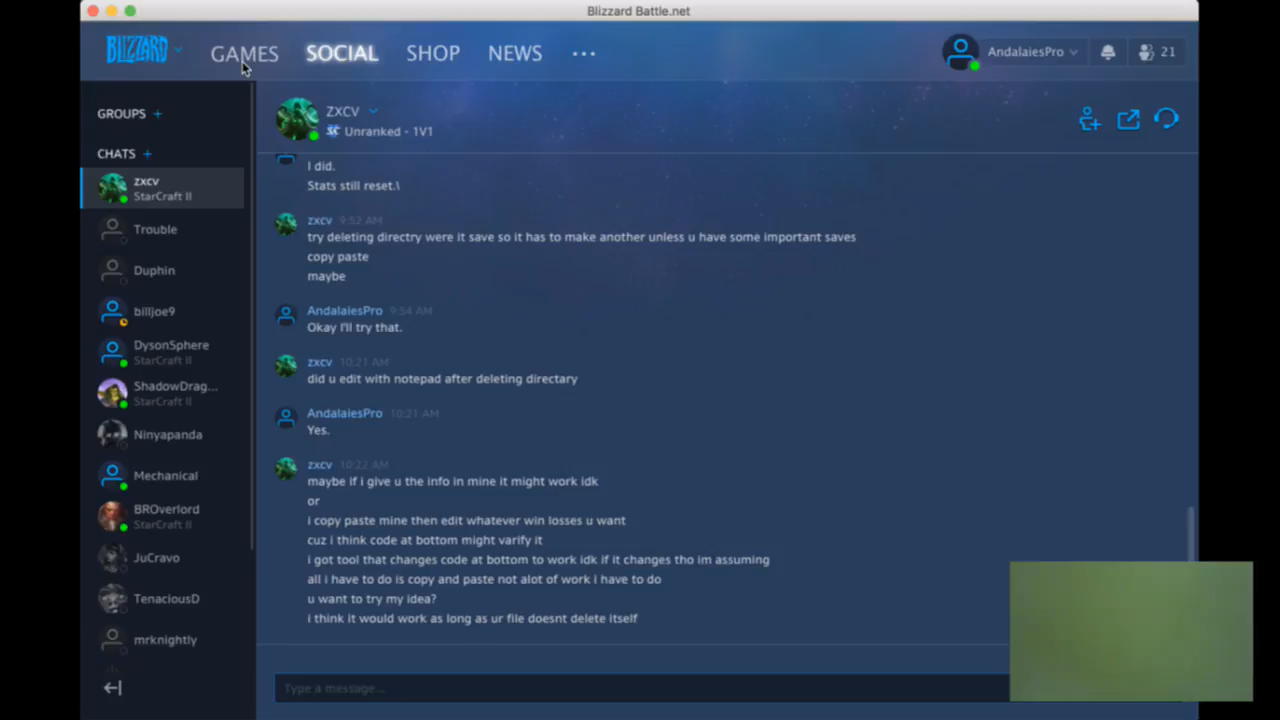 Blizzard Battle.net
BLIZZARD
GAMES
SOCIAL
SHOP
NEWS
AndalaiesPro
21
GROUPS +
CHATS +
zxcv
StarCraft II
Trouble
Duphin
billjoe9
DysonSphere
StarCraft II
ShadowDrag...
StarCraft II
Ninyapanda
Mechanical
BROverlord
StarCraft II
JuCravo
TenaciousD
mrknightly
ZXCV
Unranked - 1V1
I did.
Stats still reset.\
zxcv 9:52 AM
try deleting directry were it save so it has to make another unless u have some important saves
copy paste
maybe
AndalaiesPro 9:54 AM
Okay I'll try that.
zxcv 10:21 AM
did u edit with notepad after deleting directary
AndalaiesPro 10:21 AM
Yes.
zxcv 10:22 AM
maybe if i give u the info in mine it might work idk
or
i copy paste mine then edit whatever win losses u want
cuz i think code at bottom might varify it
i got tool that changes code at bottom to work idk if it changes tho im assuming
all i have to do is copy and paste not alot of work i have to do
u want to try my idea?
i think it would work as long as ur file doesnt delete itself
Type a message...